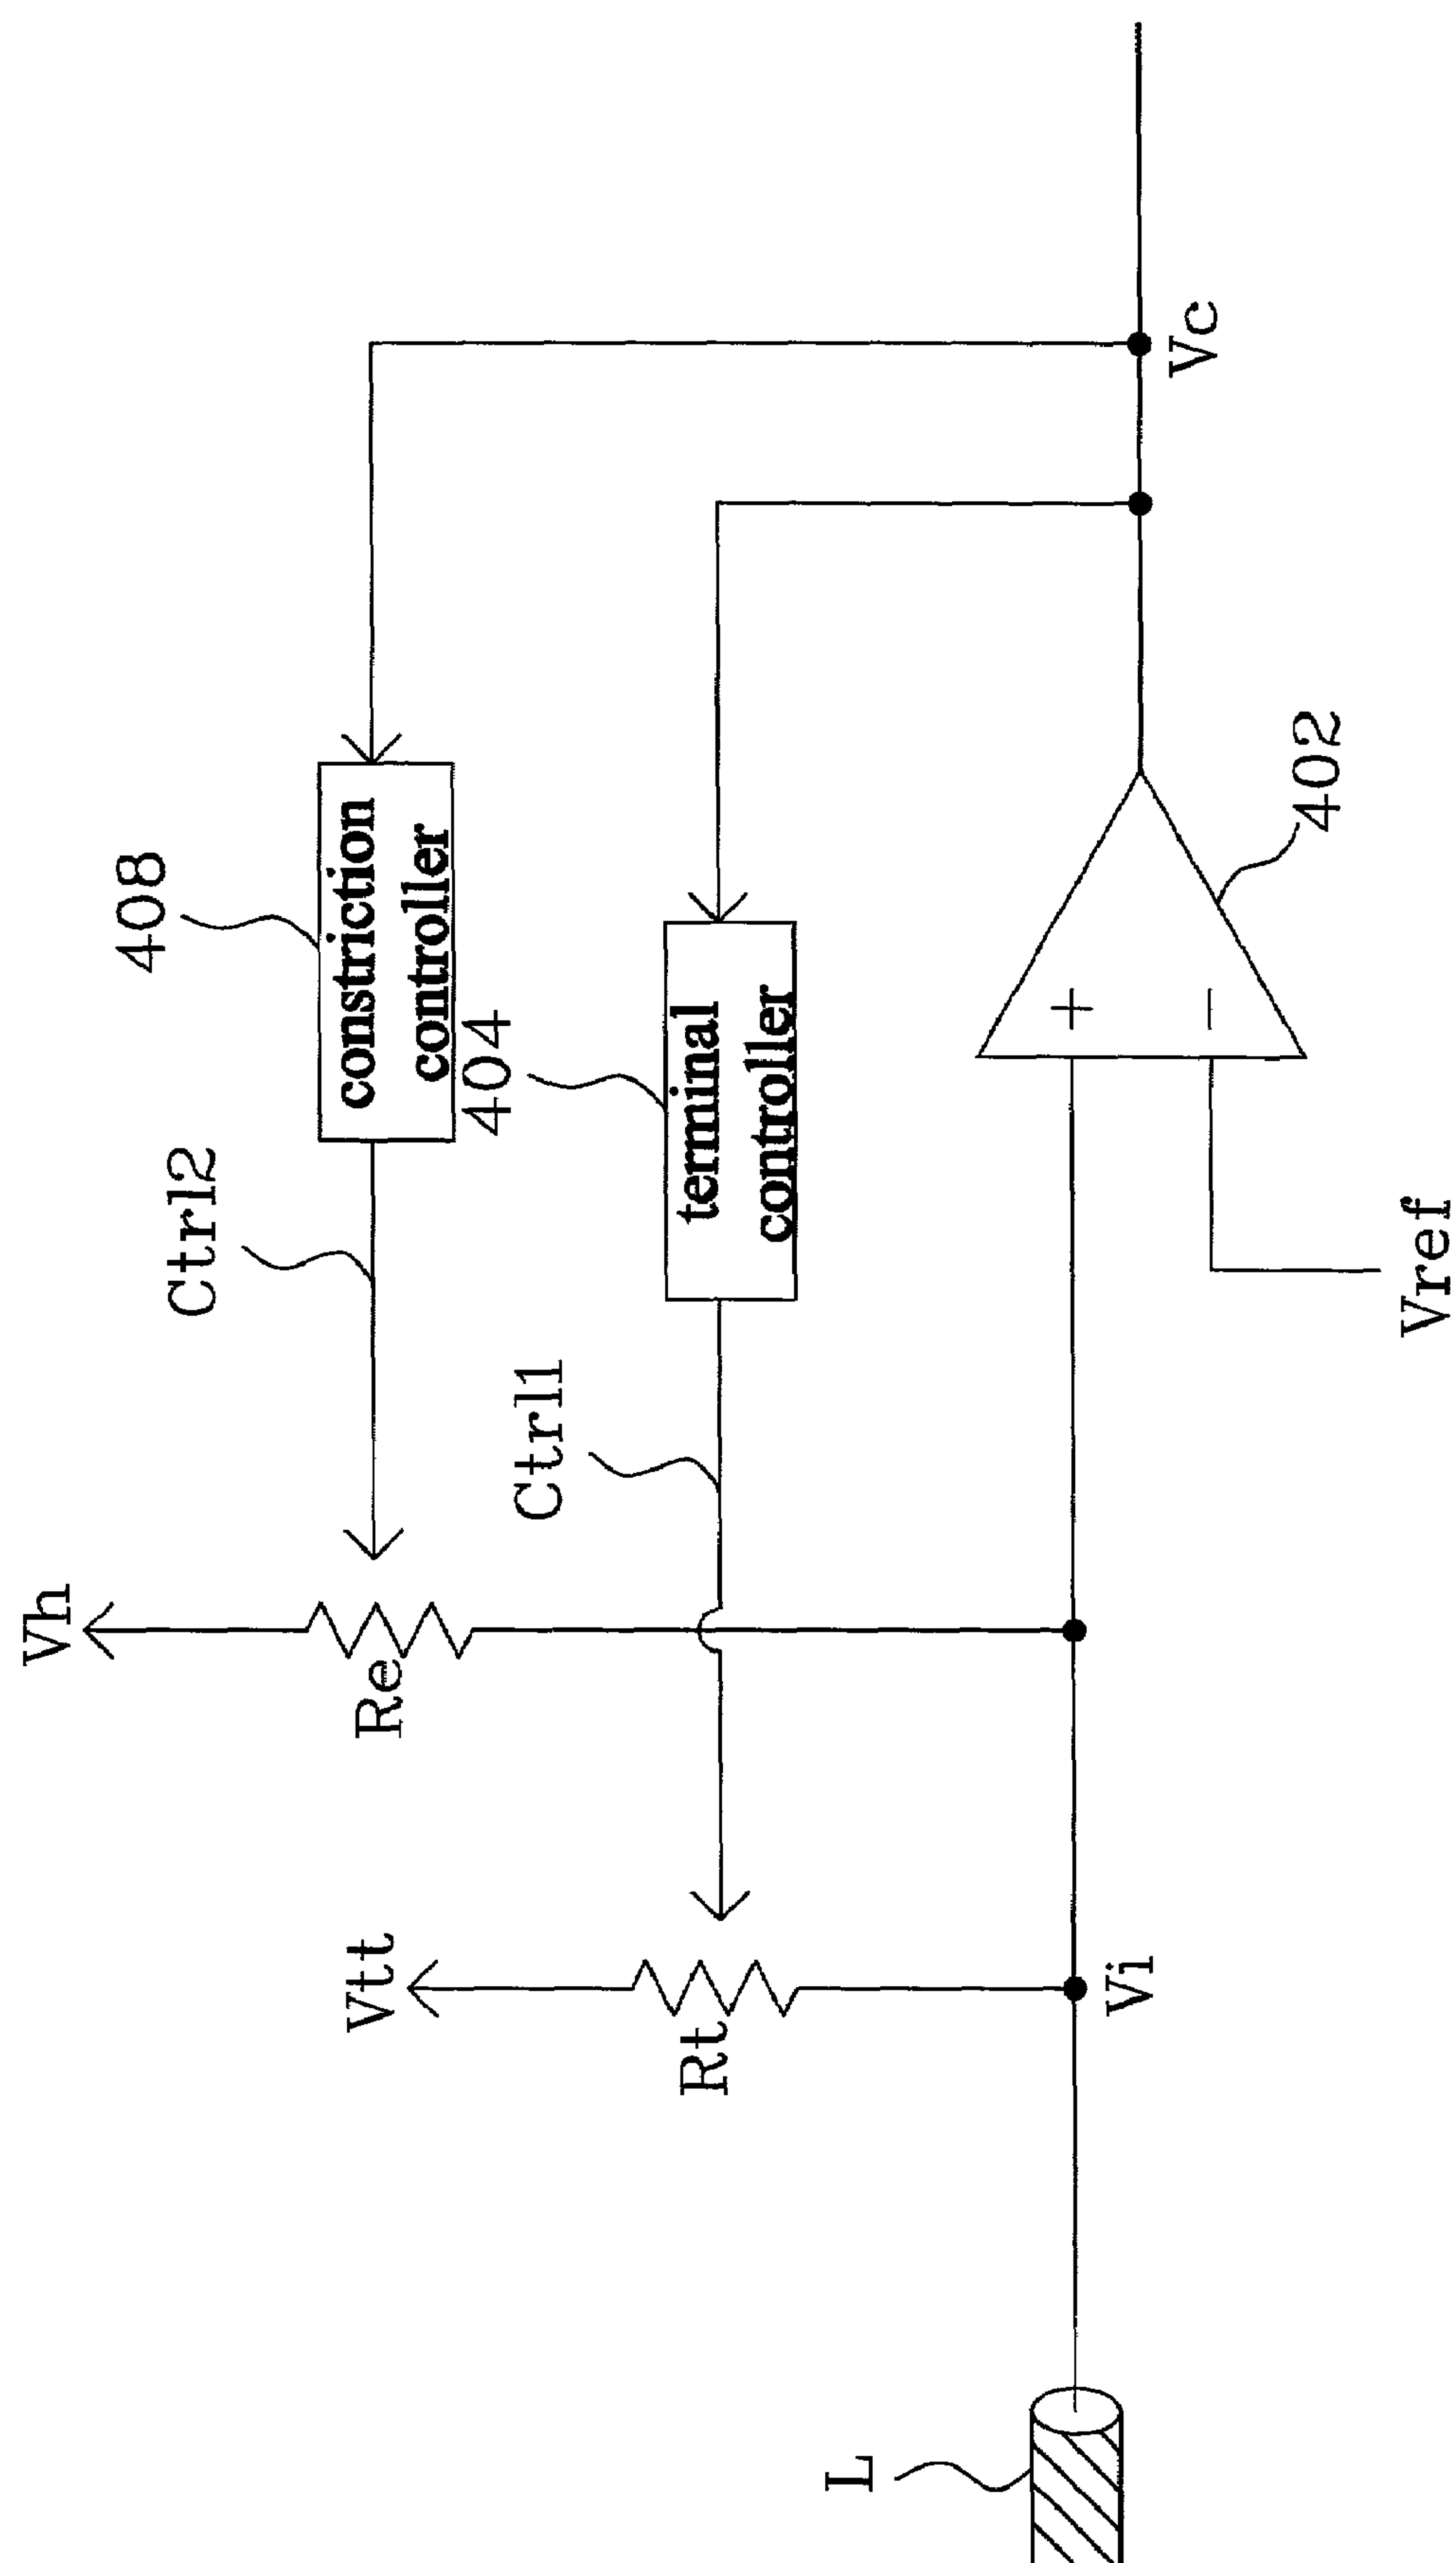 Vh
Re
Ctrl2
408
constriction
controller
Vtt
Rt
Ctrl1
404
terminal
controller
L
Vi
+
−
402
Vref
Vc